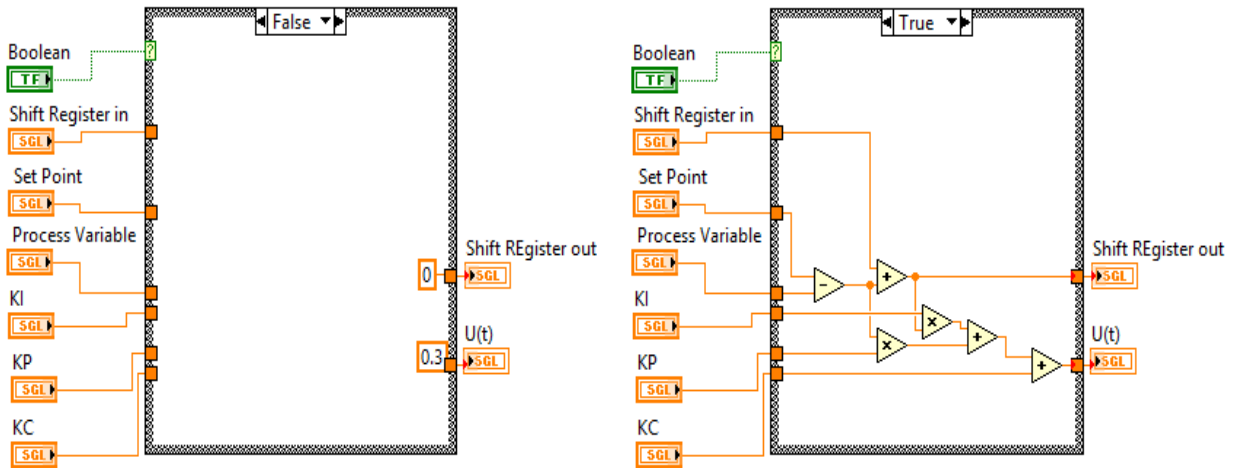 False
Boolean
?
TF
Shift Register in
SGL
Set Point
SGL
Process Variable
SGL
KI
SGL
KP
SGL
KC
SGL
0
Shift REgister out
SGL
0.3
U(t)
SGL
True
Boolean
?
TF
Shift Register in
SGL
Set Point
SGL
Process Variable
SGL
KI
SGL
KP
SGL
KC
SGL
-
+
x
x
+
+
Shift REgister out
SGL
U(t)
SGL